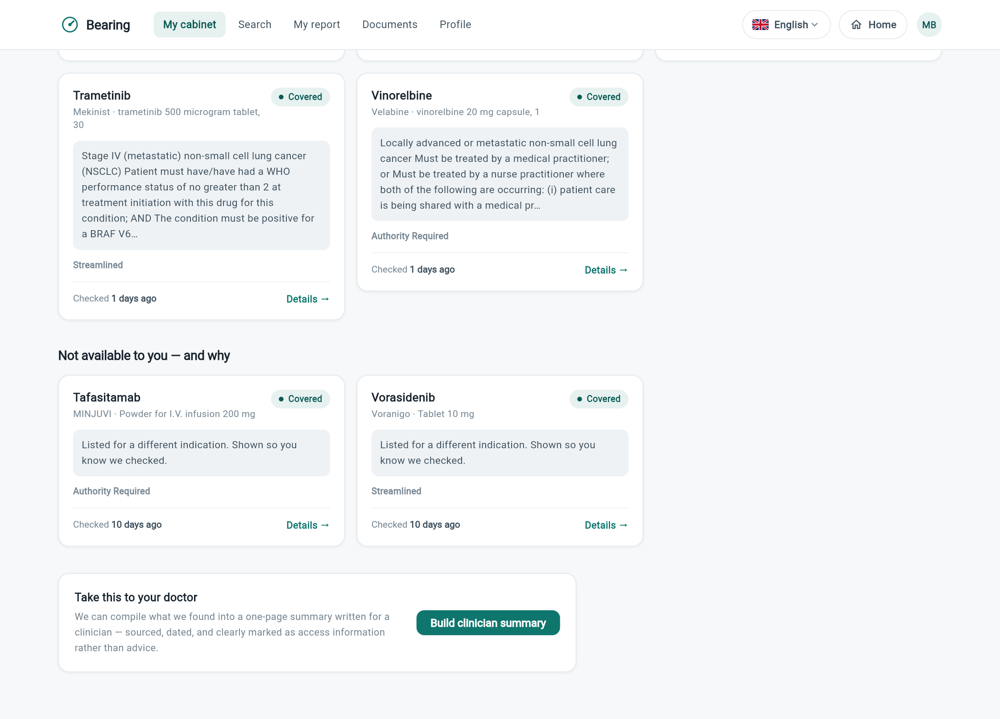 Bearing
My cabinet
Search
My report
Documents
Profile
English
Home
MB
Trametinib
Covered
Mekinist · trametinib 500 microgram tablet,
30
Stage IV (metastatic) non-small cell lung cancer
(NSCLC) Patient must have/have had a WHO
performance status of no greater than 2 at
treatment initiation with this drug for this
condition; AND The condition must be positive for
a BRAF V6…
Streamlined
Checked 1 days ago
Details →
Vinorelbine
Covered
Velabine · vinorelbine 20 mg capsule, 1
Locally advanced or metastatic non-small cell lung
cancer Must be treated by a medical practitioner;
or Must be treated by a nurse practitioner where
both of the following are occurring: (i) patient care
is being shared with a medical pr…
Authority Required
Checked 1 days ago
Details →
Not available to you — and why
Tafasitamab
Covered
MINJUVI · Powder for I.V. infusion 200 mg
Listed for a different indication. Shown so you
know we checked.
Authority Required
Checked 10 days ago
Details →
Vorasidenib
Covered
Voranigo · Tablet 10 mg
Listed for a different indication. Shown so you
know we checked.
Streamlined
Checked 10 days ago
Details →
Take this to your doctor
We can compile what we found into a one-page summary written for a
clinician — sourced, dated, and clearly marked as access information
rather than advice.
Build clinician summary